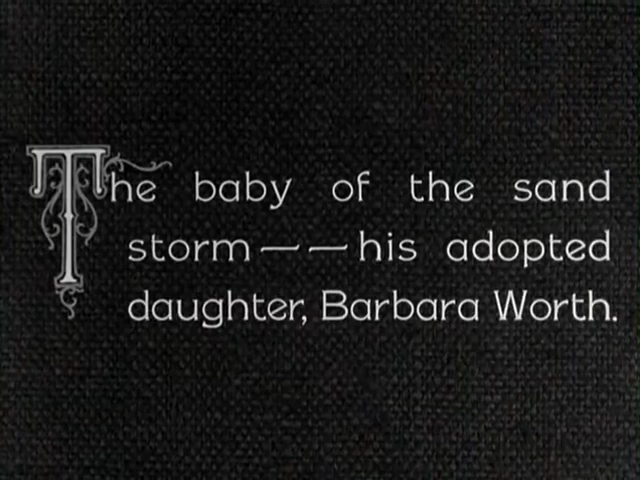 The baby of the sand
storm——his adopted
daughter, Barbara Worth.